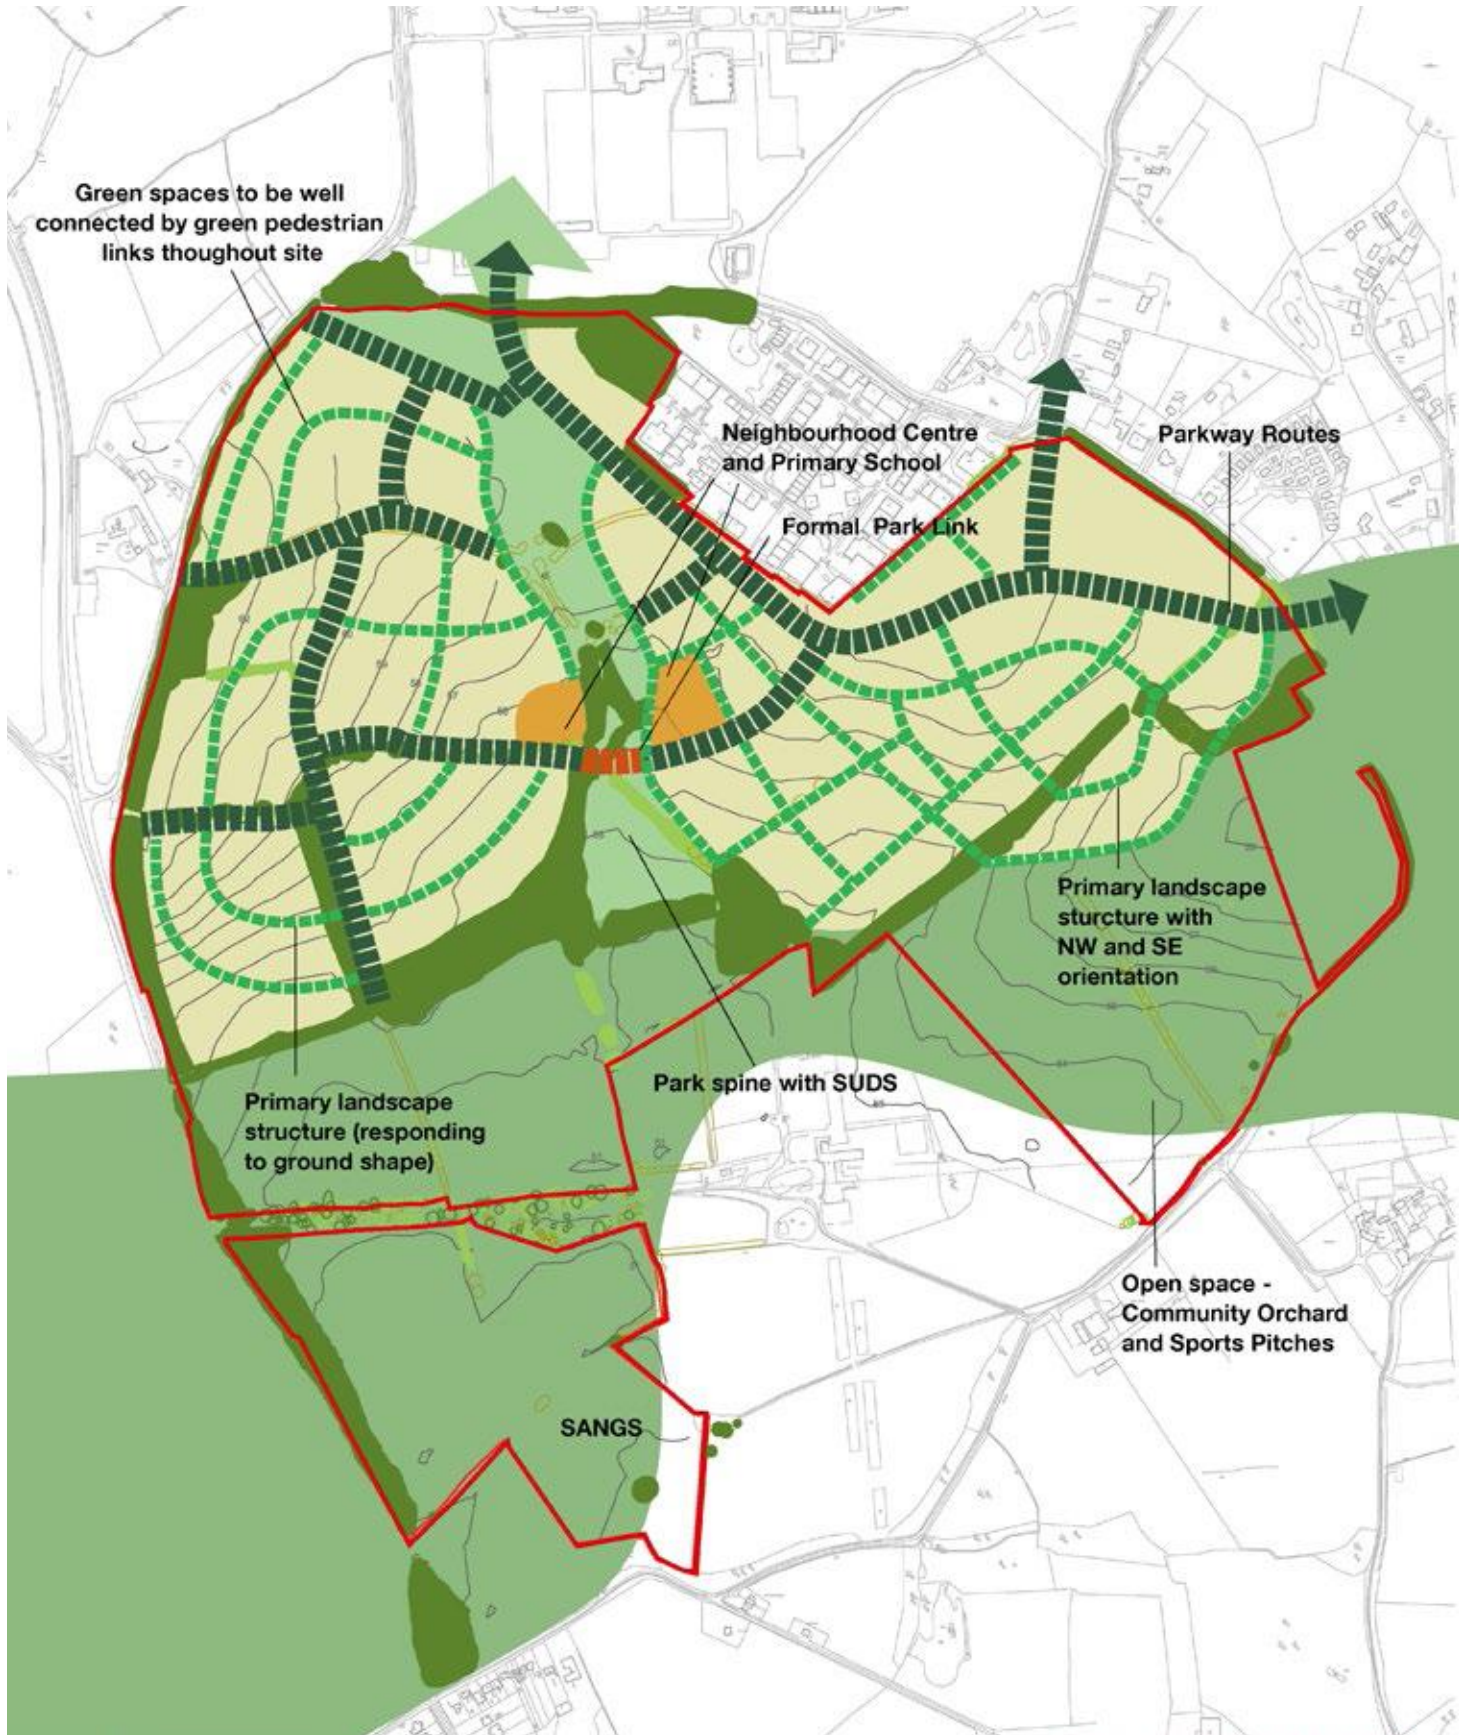 Green spaces to be well
connected by green pedestrian
links thoughout site
Neighbourhood Centre
and Primary School
Parkway Routes
Formal Park Link
Primary landscape
sturcture with
NW and SE
orientation
Park spine with SUDS
Primary landscape
structure (responding
to ground shape)
Open space -
Community Orchard
and Sports Pitches
SANGS